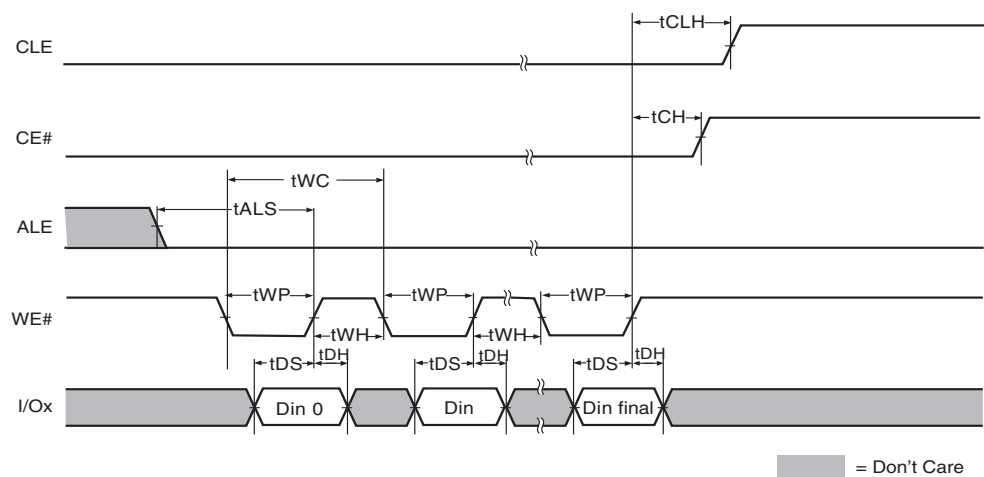 tCLH
CLE
tCH
CE#
tWC
tALS
ALE
tWP tWP tWP
WE#
tWH tWH
tDS tDH tDS tDH tDS tDH
I/Ox Din 0 Din Din final
= Don't Care